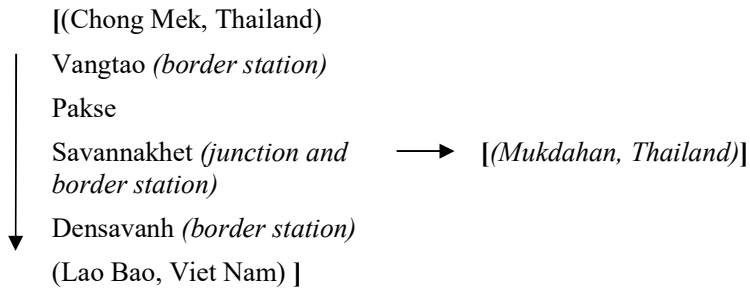 [(Chong Mek, Thailand)
Vangtao (border station)
Pakse
Savannakhet (junction and
border station)
[(Mukdahan, Thailand)]
Densavanh (border station)
(Lao Bao, Viet Nam) ]